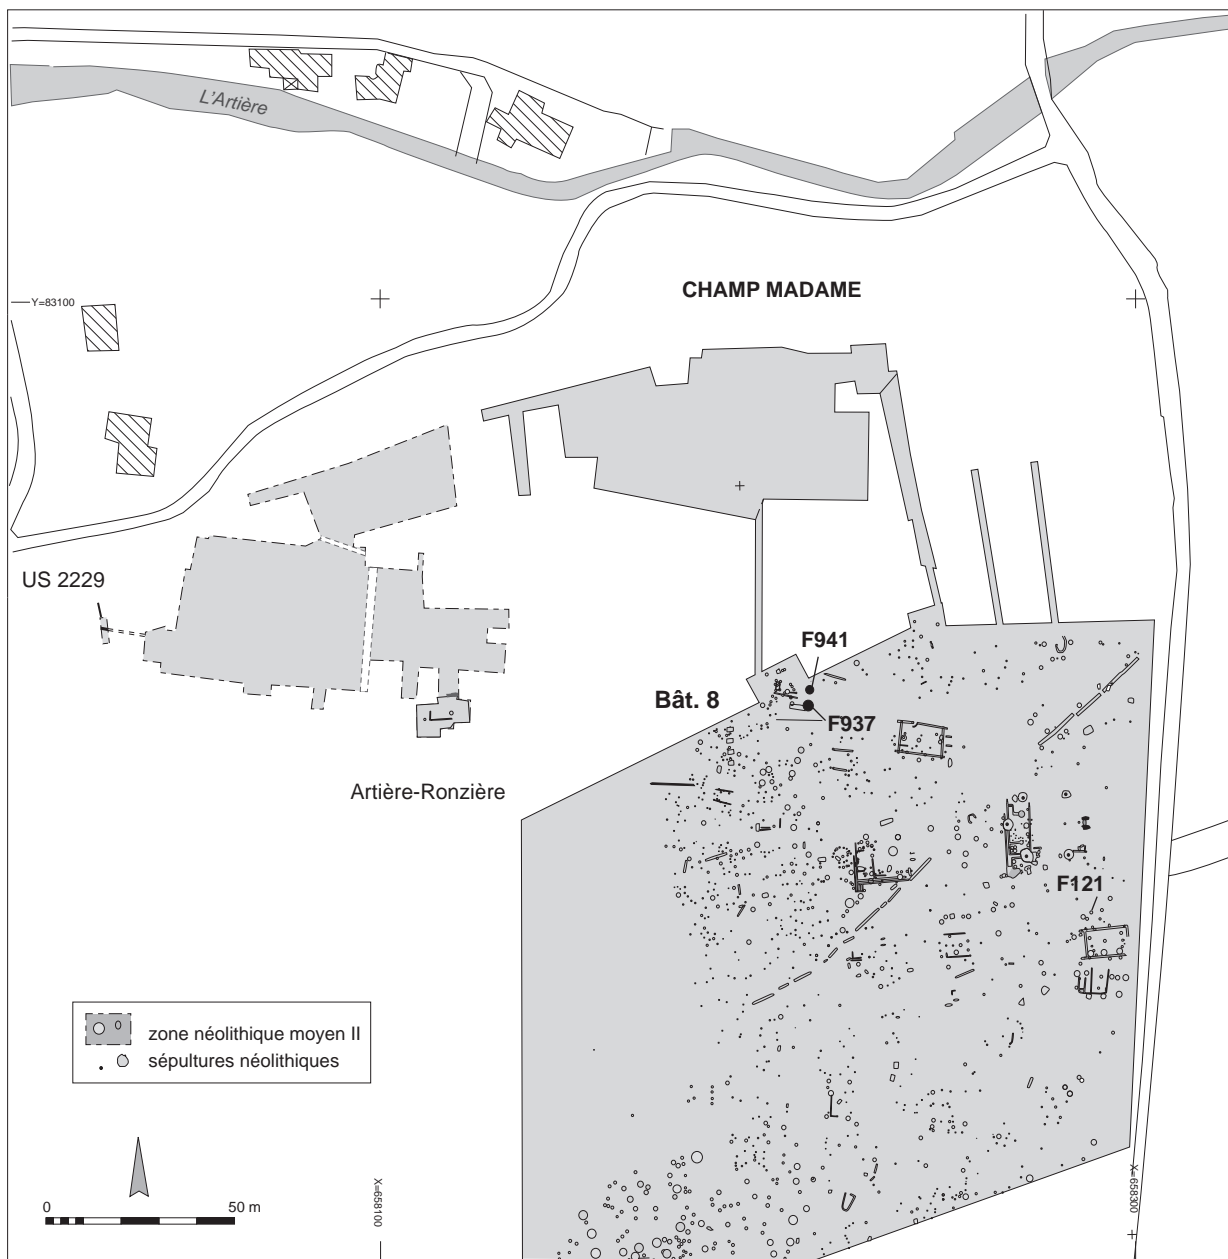 L'Artière
CHAMP MADAME
Y=83100
US 2229
F941
Bât. 8
F937
Artière-Ronzière
F121
zone néolithique moyen II
sépultures néolithiques
X=658100
X=658300
0 50 m